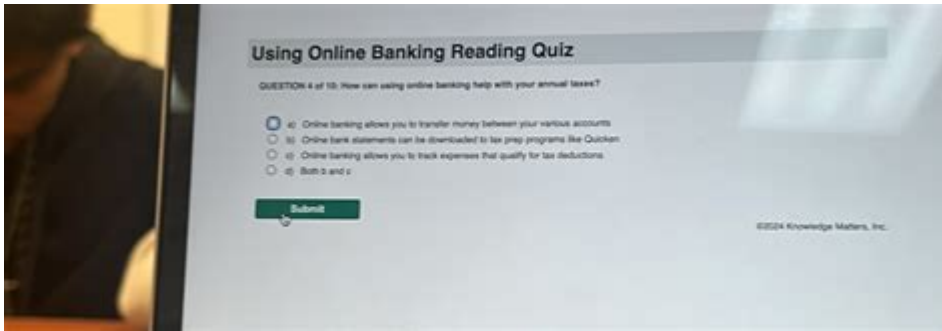 Using Online Banking Reading Quiz
QUESTION 4 of 10: How can using online banking help with your annual taxes?
a) Online banking allows you to transfer money between your various accounts
b) Online bank statements can be downloaded to tax prep programs like Quicken
c) Online banking allows you to track expenses that qualify for tax deductions
d) Both b and c
Submit
©2024 Knowledge Matters, Inc.